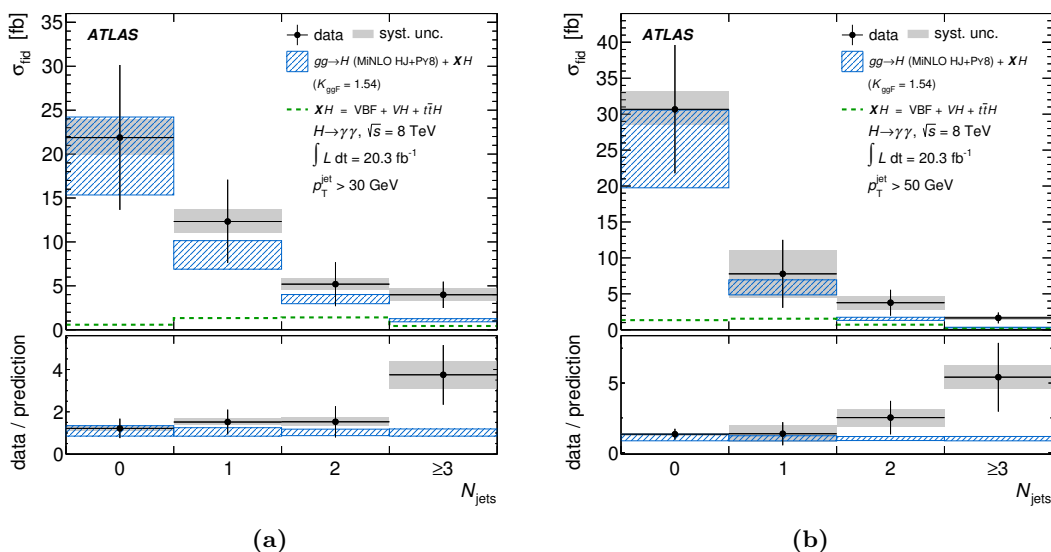 σfid [fb]
35
30
25
20
15
10
5
0
ATLAS
data syst. unc.
gg→H (MiNLO HJ+PY8) + XH
(KggF = 1.54)
XH = VBF + VH + tt̄H
H→γγ, √s = 8 TeV
∫ L dt = 20.3 fb⁻¹
pTjet > 30 GeV
data / prediction
4
2
0
0 1 2 ≥3
Njets
(a)
σfid [fb]
45
40
35
30
25
20
15
10
5
0
ATLAS
data syst. unc.
gg→H (MiNLO HJ+PY8) + XH
(KggF = 1.54)
XH = VBF + VH + tt̄H
H→γγ, √s = 8 TeV
∫ L dt = 20.3 fb⁻¹
pTjet > 50 GeV
data / prediction
5
0
0 1 2 ≥3
Njets
(b)